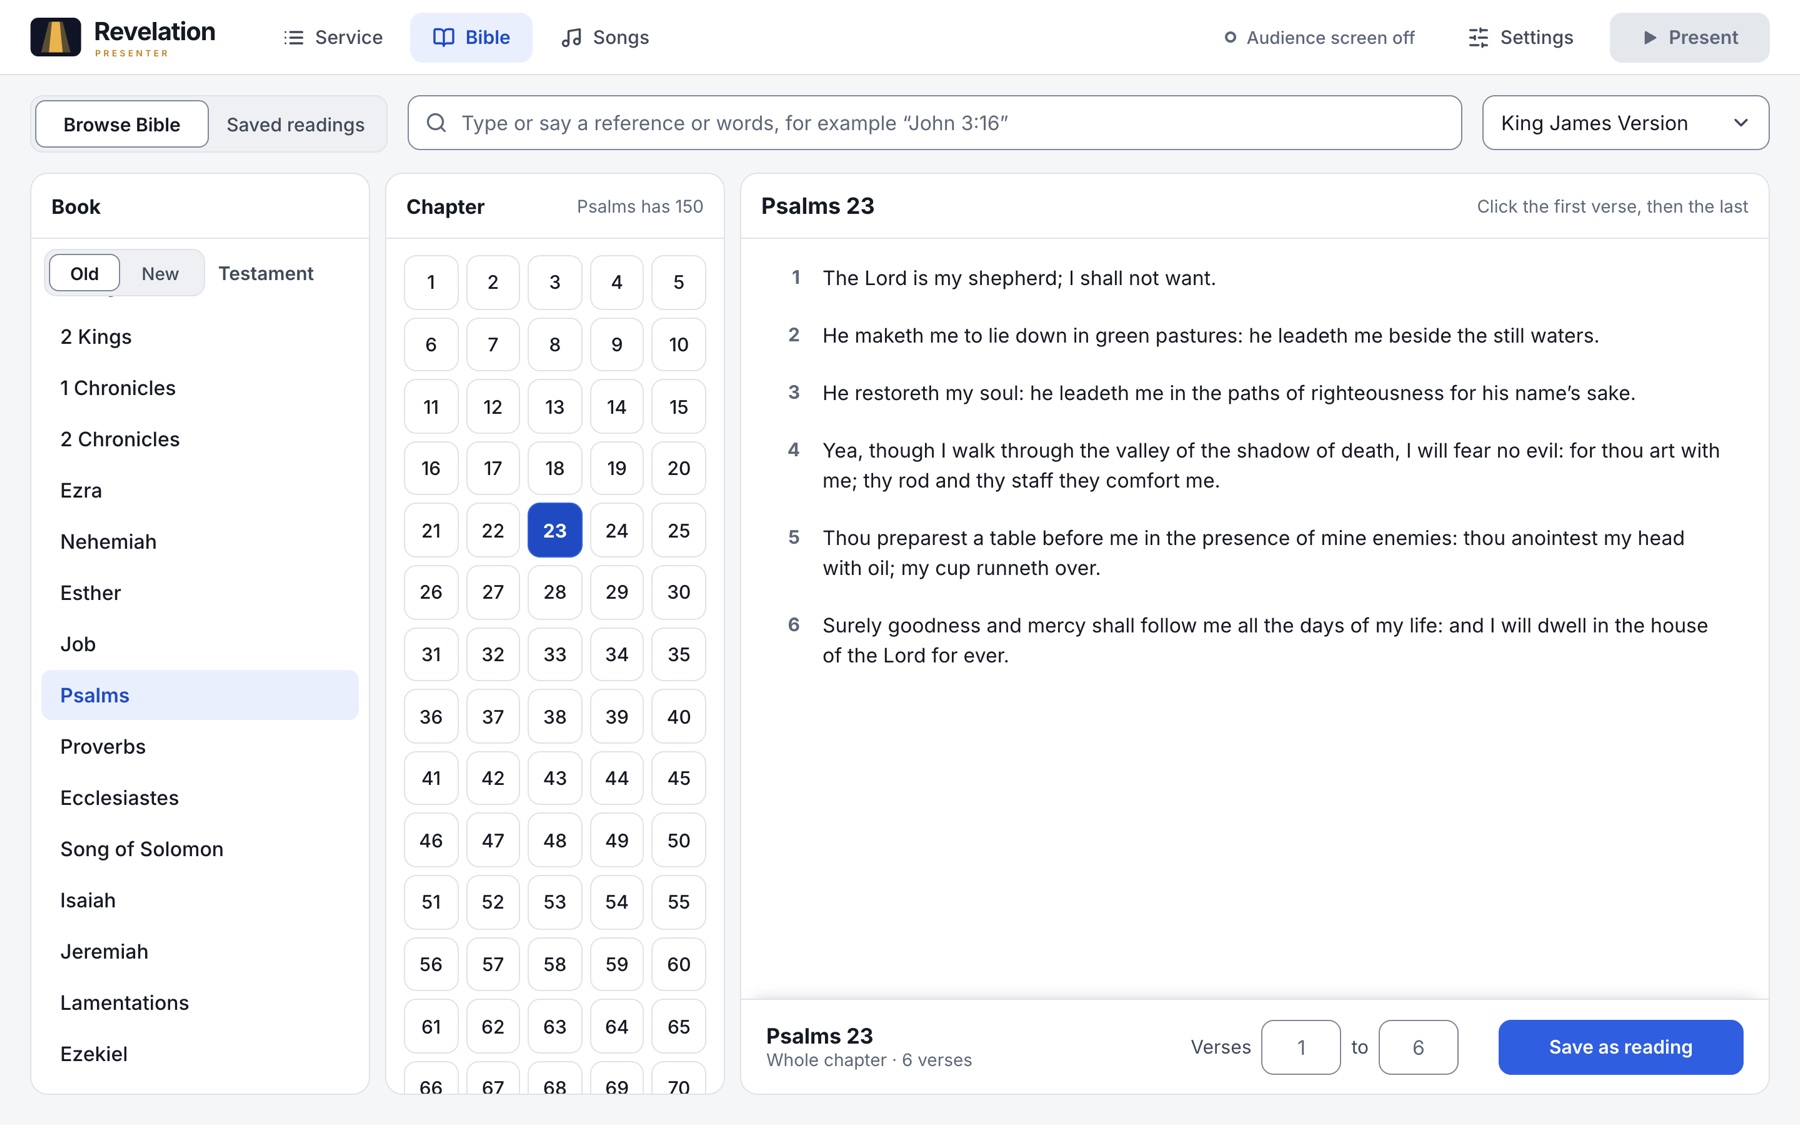 Revelation
PRESENTER
Service
Bible
Songs
Audience screen off
Settings
Present
Browse Bible
Saved readings
Type or say a reference or words, for example “John 3:16”
King James Version
Book
Old New Testament
2 Kings
1 Chronicles
2 Chronicles
Ezra
Nehemiah
Esther
Job
Psalms
Proverbs
Ecclesiastes
Song of Solomon
Isaiah
Jeremiah
Lamentations
Ezekiel
Chapter Psalms has 150
1 2 3 4 5
6 7 8 9 10
11 12 13 14 15
16 17 18 19 20
21 22 23 24 25
26 27 28 29 30
31 32 33 34 35
36 37 38 39 40
41 42 43 44 45
46 47 48 49 50
51 52 53 54 55
56 57 58 59 60
61 62 63 64 65
66 67 68 69 70
Psalms 23 Click the first verse, then the last
1 The Lord is my shepherd; I shall not want.
2 He maketh me to lie down in green pastures: he leadeth me beside the still waters.
3 He restoreth my soul: he leadeth me in the paths of righteousness for his name’s sake.
4 Yea, though I walk through the valley of the shadow of death, I will fear no evil: for thou art with
me; thy rod and thy staff they comfort me.
5 Thou preparest a table before me in the presence of mine enemies: thou anointest my head
with oil; my cup runneth over.
6 Surely goodness and mercy shall follow me all the days of my life: and I will dwell in the house
of the Lord for ever.
Psalms 23
Whole chapter · 6 verses
Verses 1 to 6
Save as reading